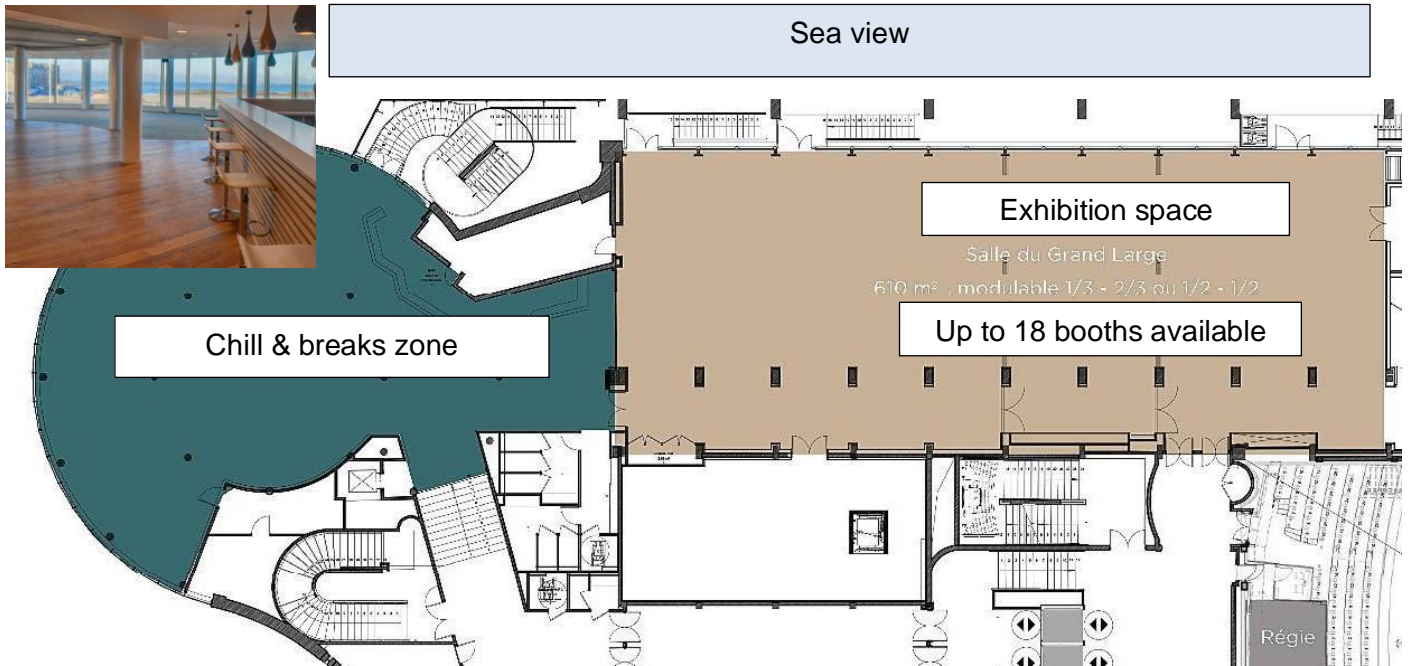 Sea view
Exhibition space
Salle du Grand Large
610 m² , modulable 1/3 - 2/3 ou 1/2 - 1/2
Chill & breaks zone
Up to 18 booths available
Régie